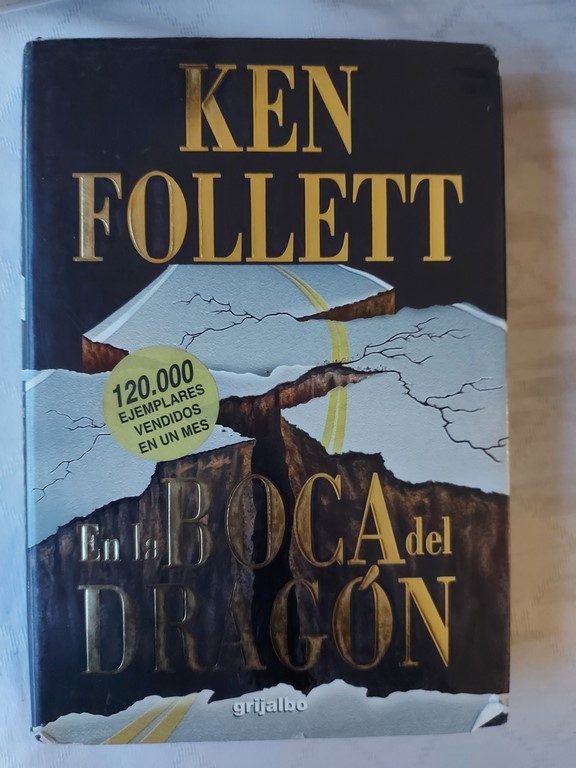 KEN
FOLLETT
120.000
EJEMPLARES
VENDIDOS
EN UN MES
En la BOCA del
DRAGÓN
grijalbo